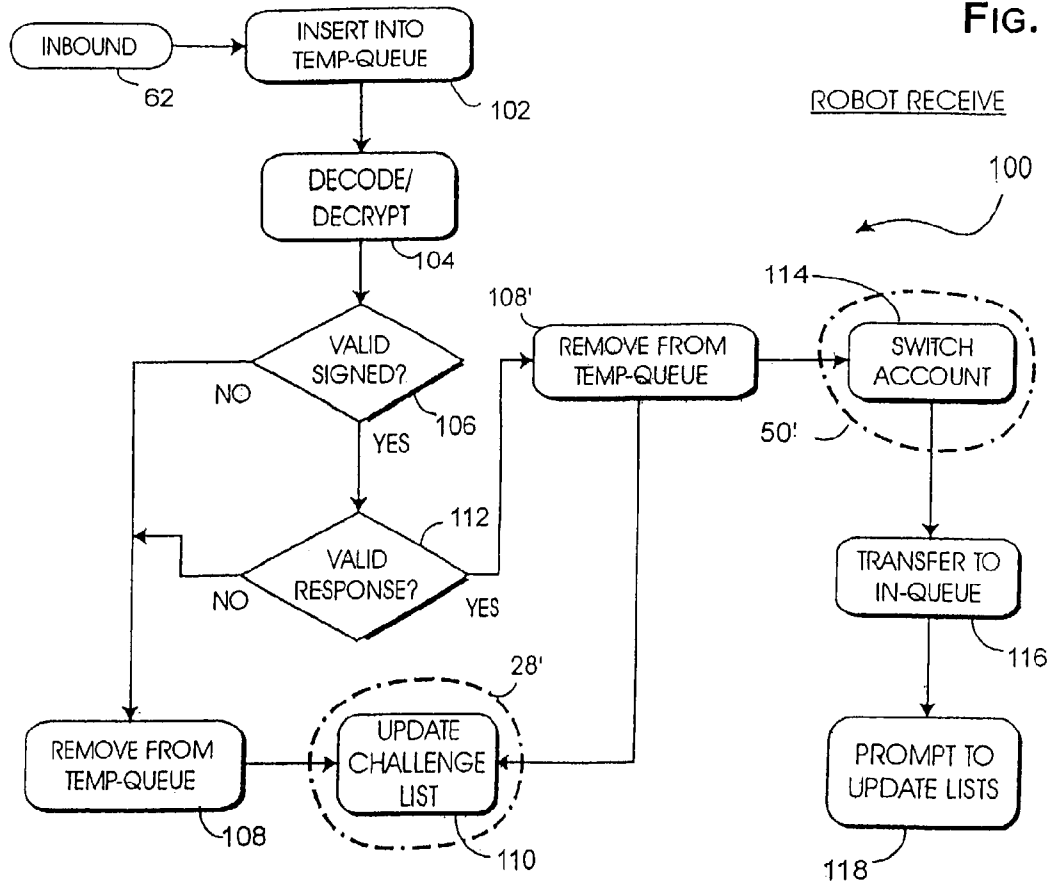 FIG.
INBOUND
62
INSERT INTO
TEMP-QUEUE
102
ROBOT RECEIVE
100
DECODE/
DECRYPT
104
VALID
SIGNED?
NO
106
YES
108'
REMOVE FROM
TEMP-QUEUE
114
SWITCH
ACCOUNT
50'
VALID
RESPONSE?
112
NO
YES
TRANSFER TO
IN-QUEUE
116
REMOVE FROM
TEMP-QUEUE
108
28'
UPDATE
CHALLENGE
LIST
110
PROMPT TO
UPDATE LISTS
118